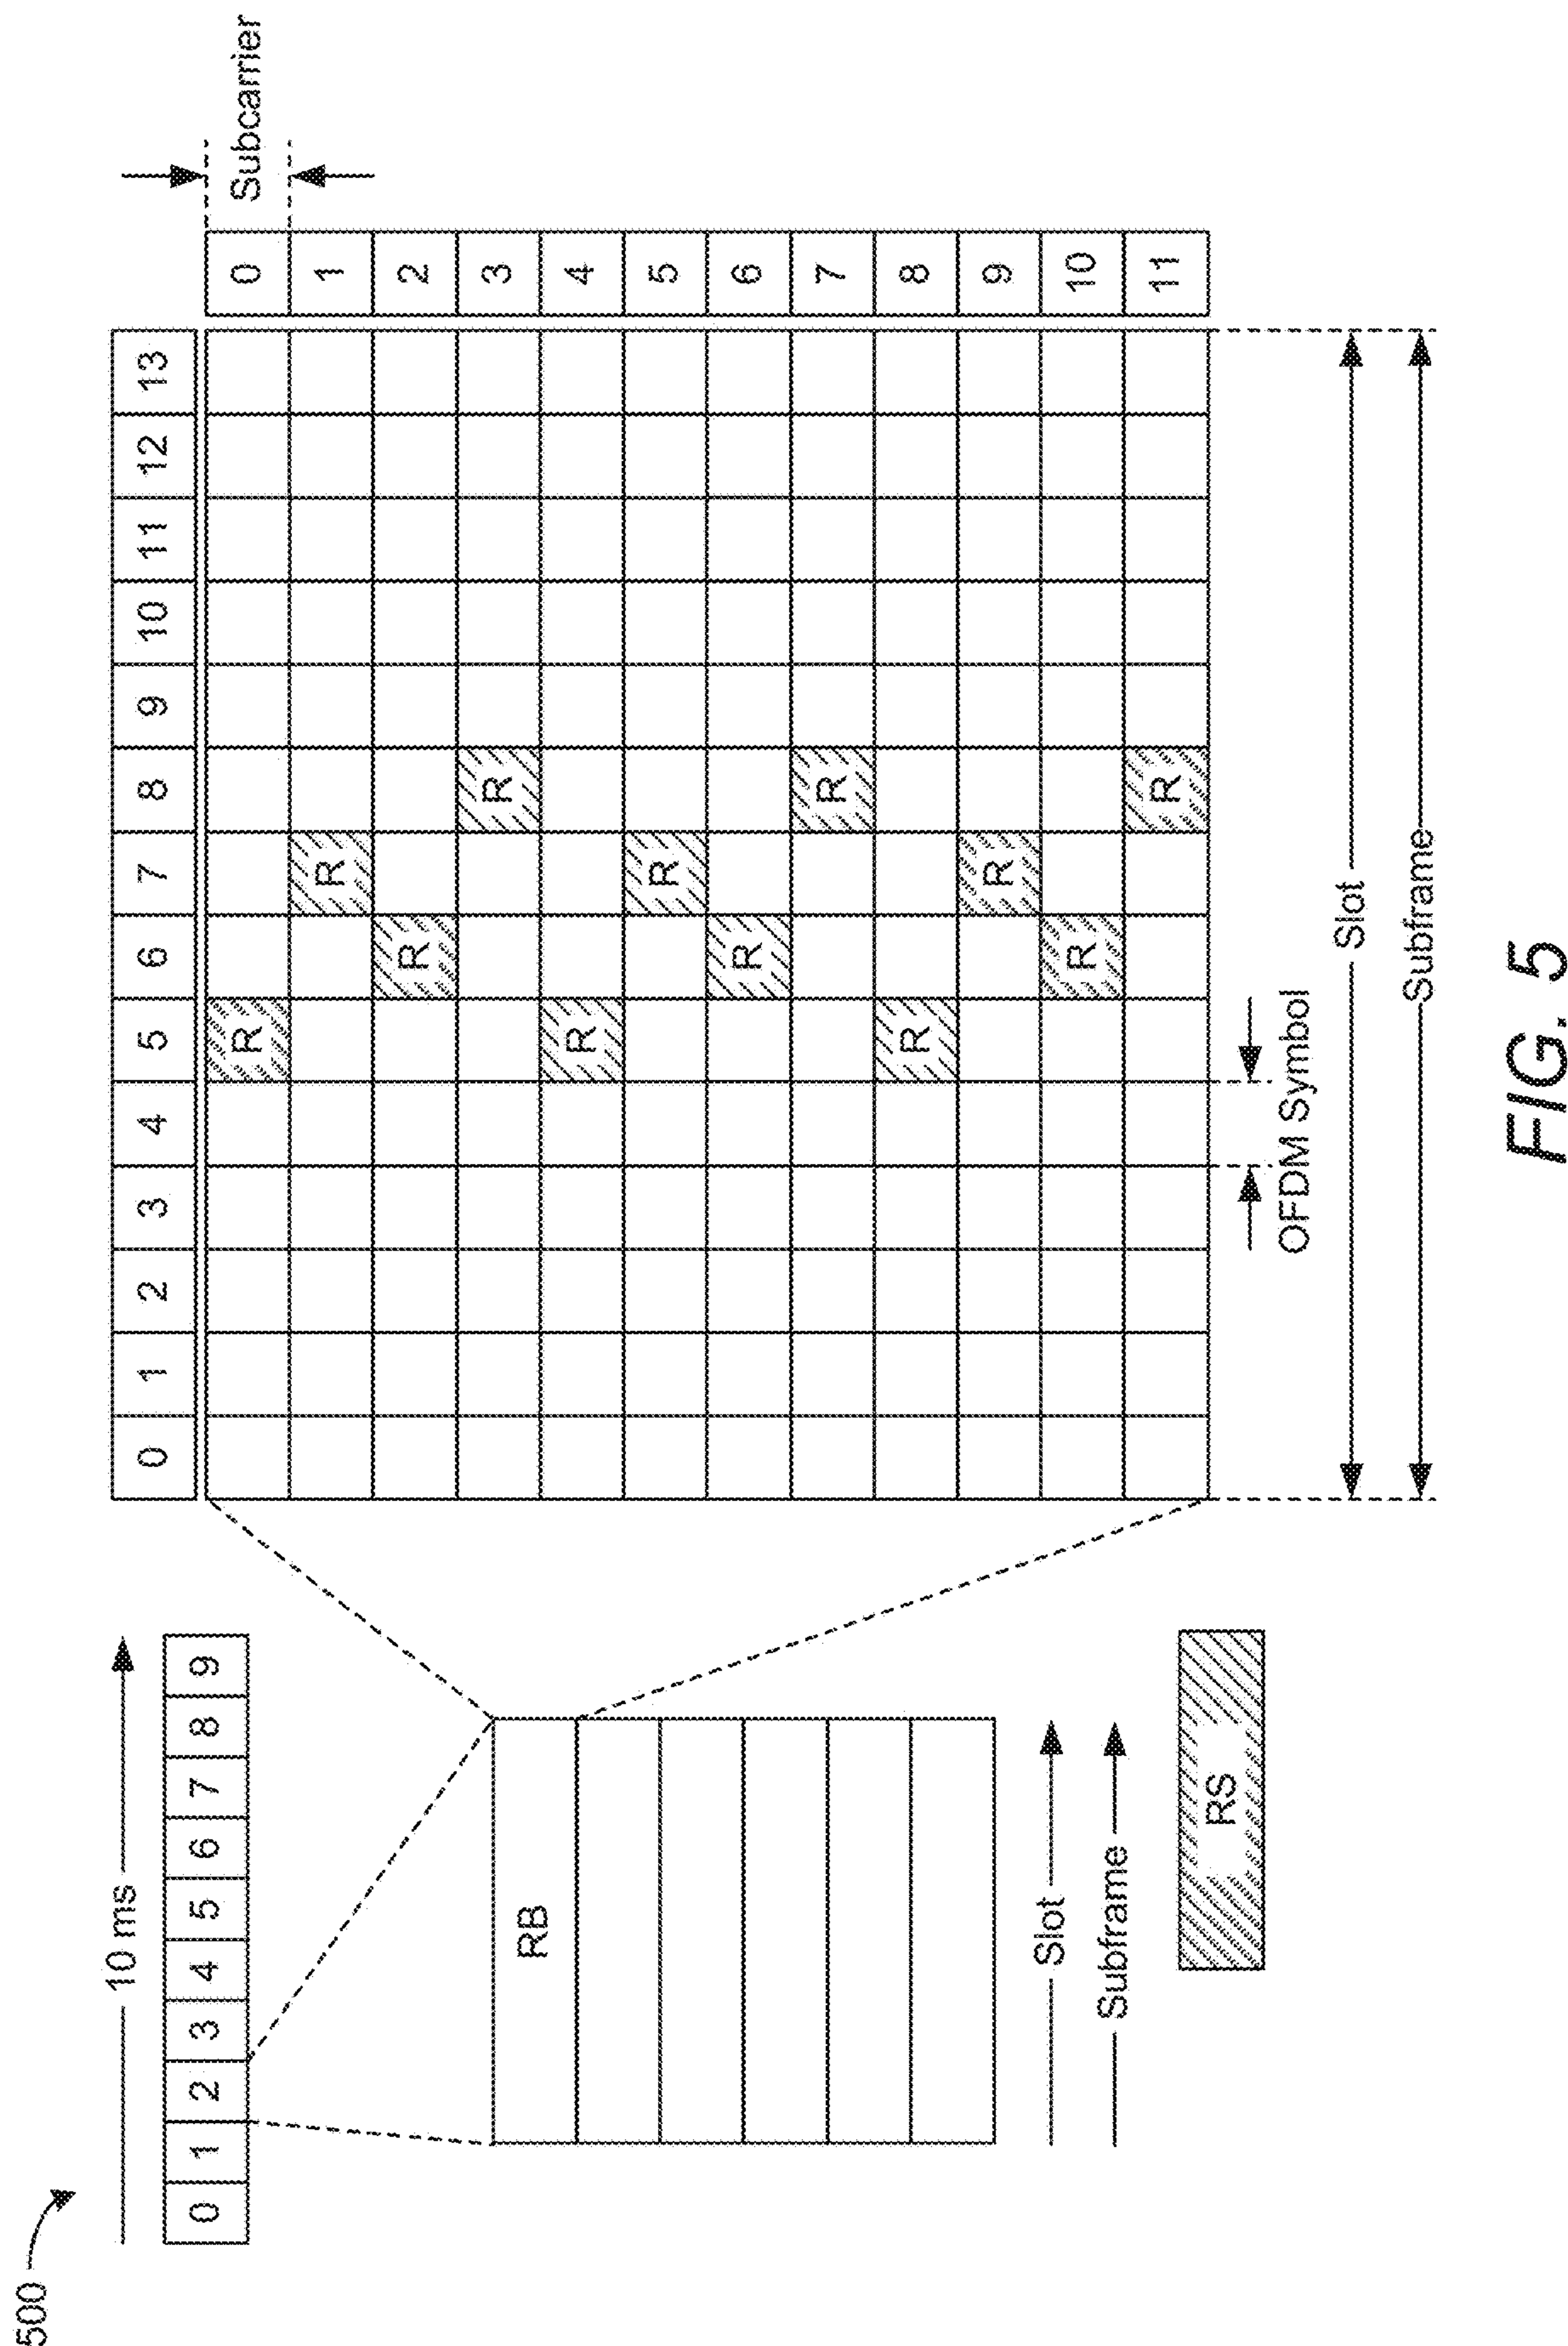 500
10 ms
0 1 2 3 4 5 6 7 8 9
RB
Slot
Subframe
RS
0 1 2 3 4 5 6 7 8 9 10 11 12 13
Subcarrier
R 0
R 1
R 2
R 3
R 4
R 5
R 6
R 7
R 8
R 9
R 10
R 11
OFDM Symbol
Slot
Subframe
FIG. 5